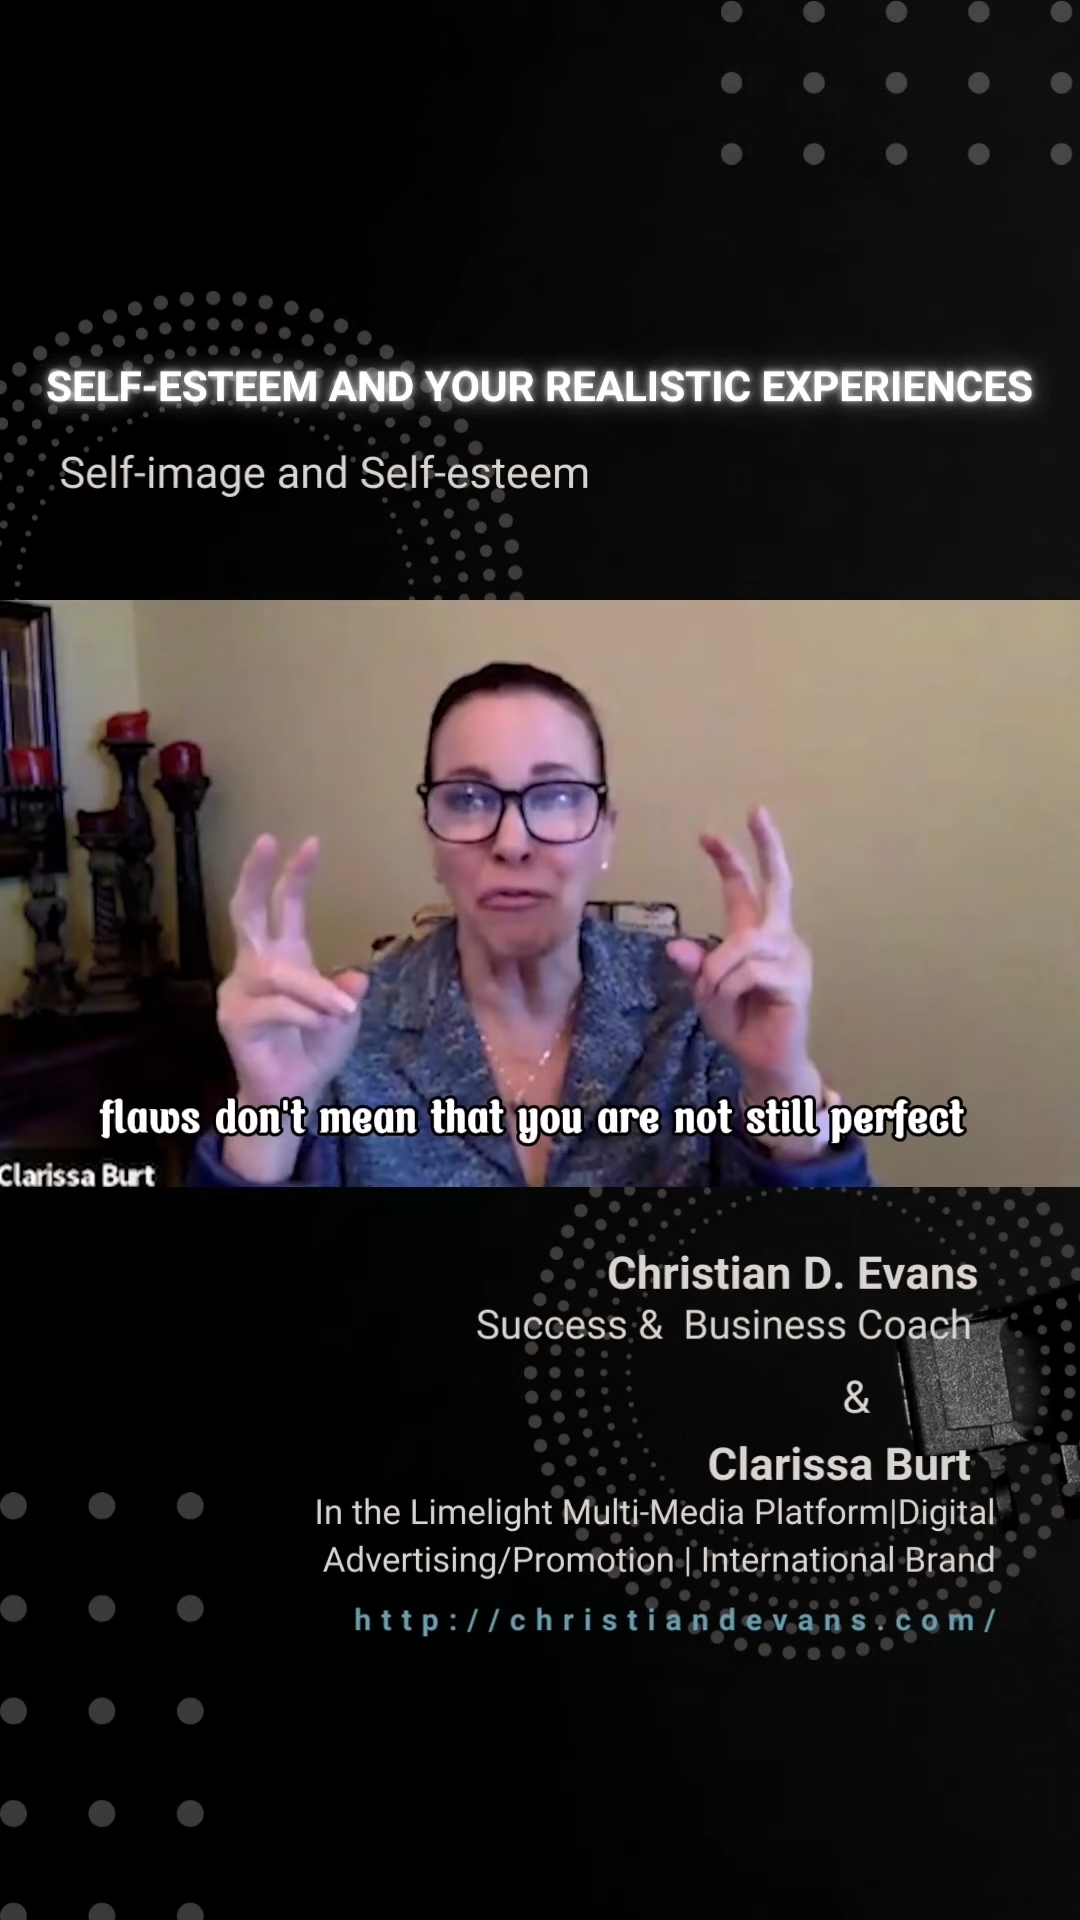 SELF-ESTEEM AND YOUR REALISTIC EXPERIENCES
Self-image and Self-esteem
flaws don't mean that you are not still perfect
Clarissa Burt
Christian D. Evans
Success & Business Coach
&
Clarissa Burt
In the Limelight Multi-Media Platform|Digital
Advertising/Promotion | International Brand
http://christiandevans.com/